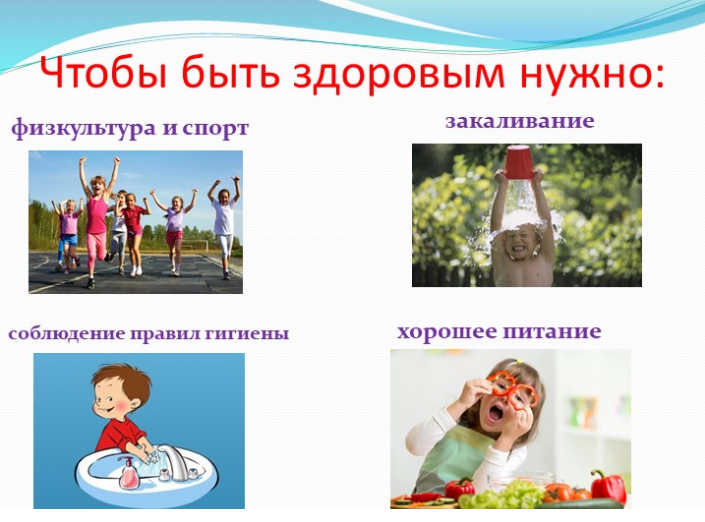 Чтобы быть здоровым нужно:
физкультура и спорт
закаливание
соблюдение правил гигиены
хорошее питание